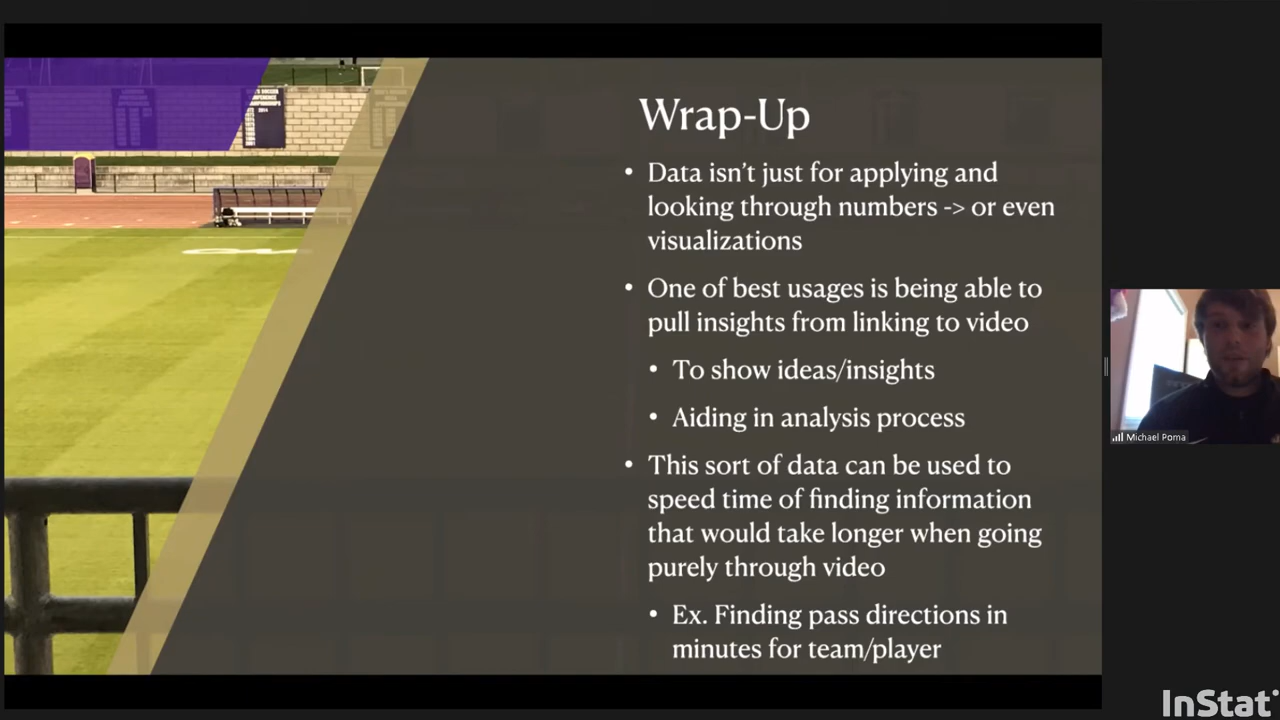 Wrap-Up
• Data isn't just for applying and
looking through numbers -> or even
visualizations
• One of best usages is being able to
pull insights from linking to video
• To show ideas/insights
• Aiding in analysis process
• This sort of data can be used to
speed time of finding information
that would take longer when going
purely through video
• Ex. Finding pass directions in
minutes for team/player
Michael Poma
InStat